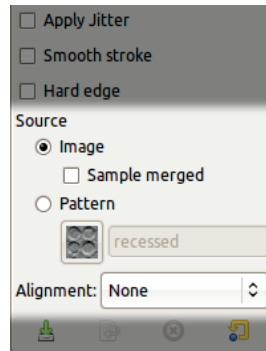 Apply Jitter
Smooth stroke
Hard edge
Source
Image
Sample merged
Pattern
recessed
Alignment: None